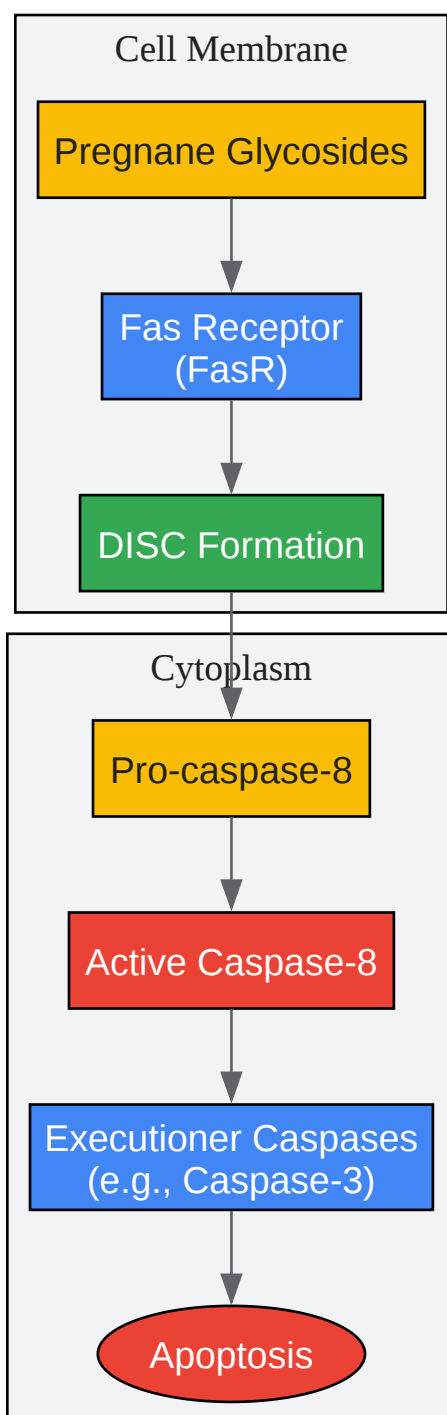 Cell Membrane
Pregnane Glycosides
Fas Receptor
(FasR)
DISC Formation
Cytoplasm
Pro-caspase-8
Active Caspase-8
Executioner Caspases
(e.g., Caspase-3)
Apoptosis